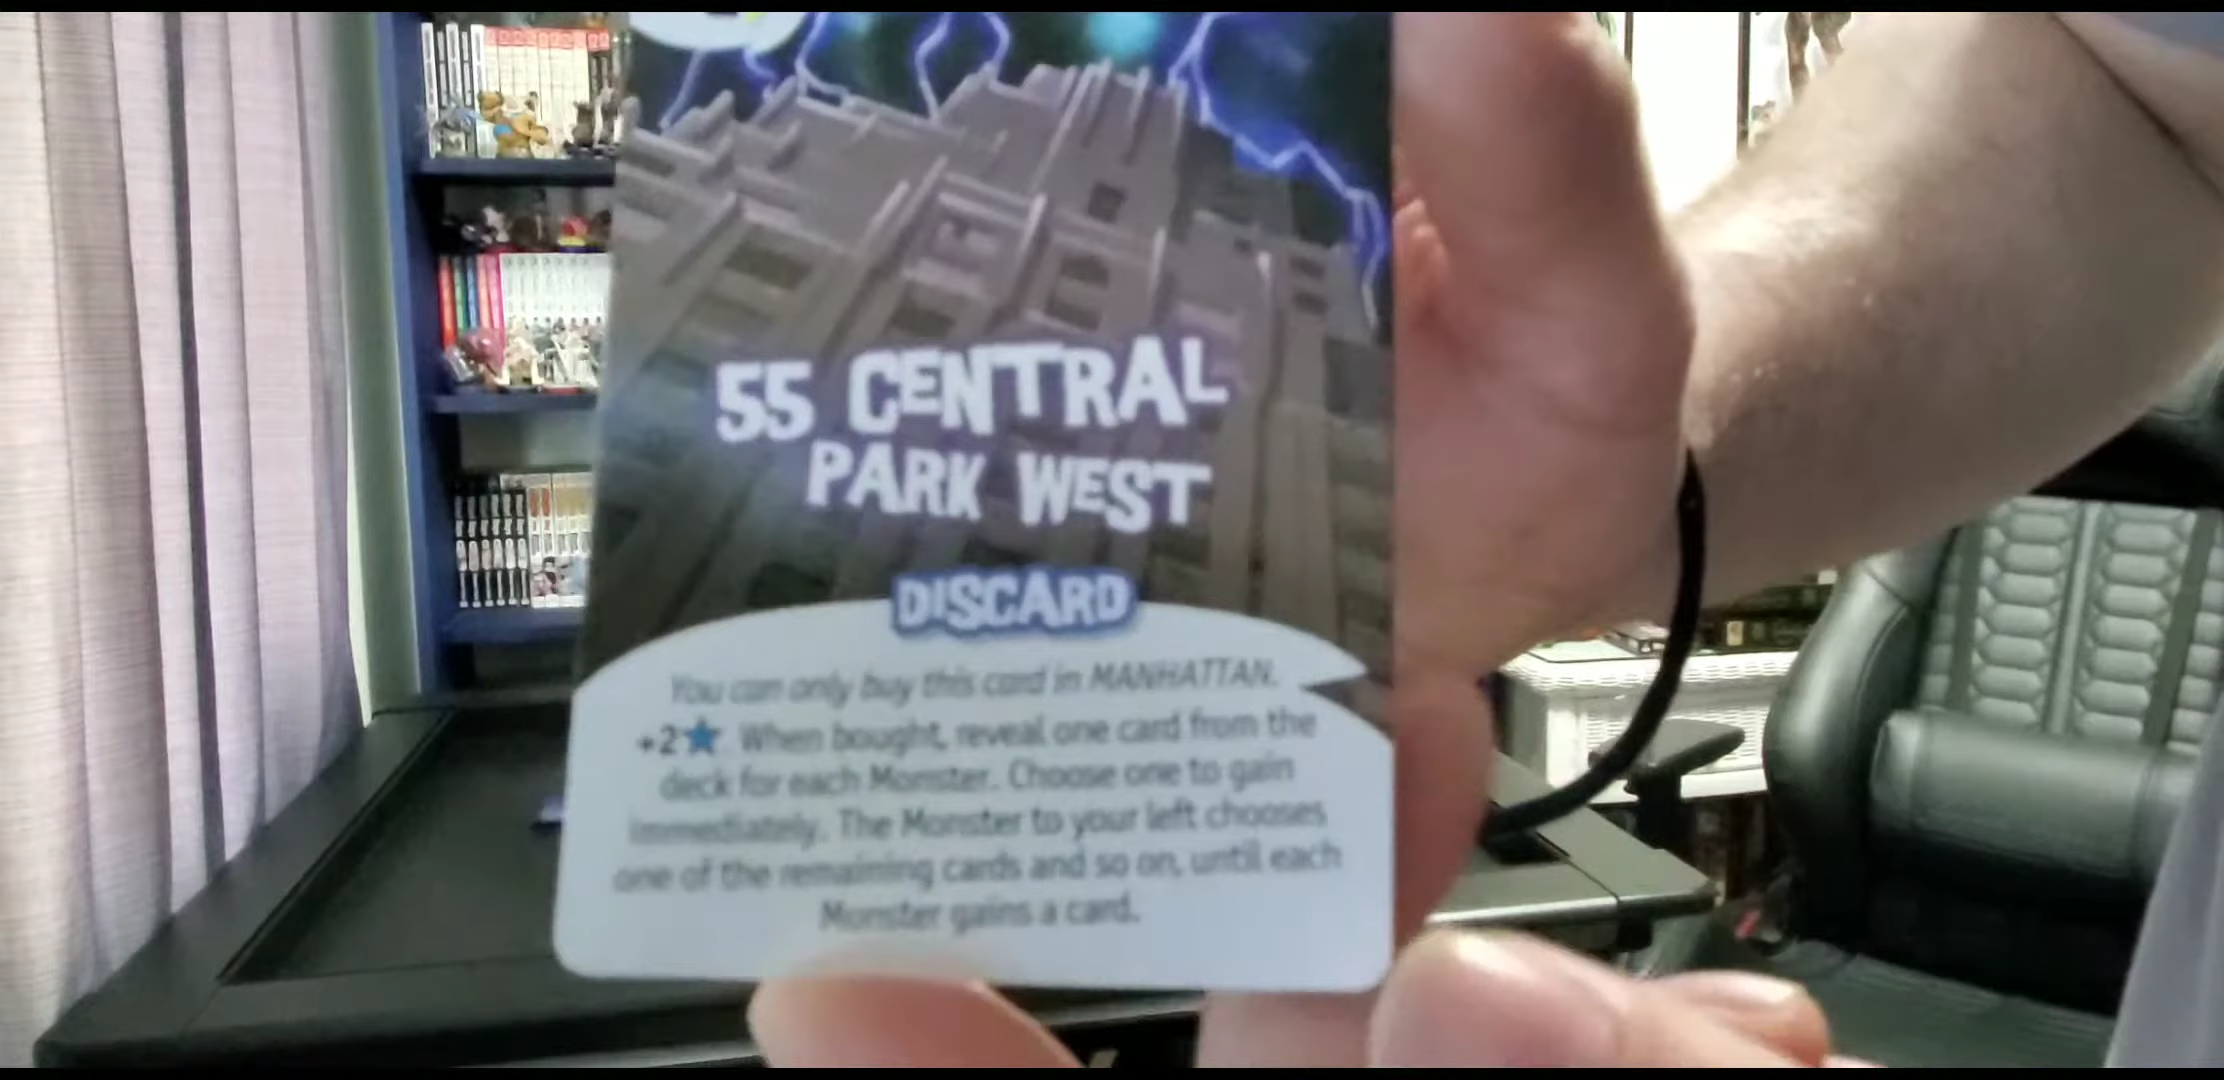 55 CENTRAL
PARK WEST
DISCARD
You can only buy this card in MANHATTAN.
+2★ When bought, reveal one card from the
deck for each Monster. Choose one to gain
immediately. The Monster to your left chooses
one of the remaining cards and so on, until each
Monster gains a card.